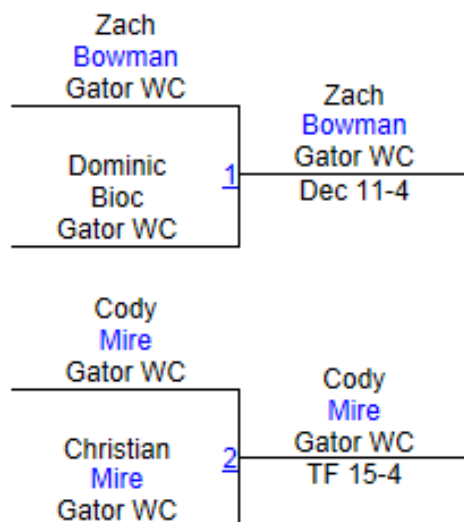 Zach
Bowman
Gator WC
Dominic
Bioc
Gator WC
1
Zach
Bowman
Gator WC
Dec 11-4
Cody
Mire
Gator WC
Christian
Mire
Gator WC
2
Cody
Mire
Gator WC
TF 15-4